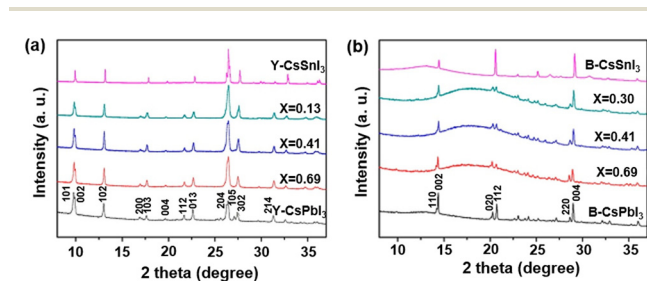 (a)
Y-CsSnI₃
X=0.13
X=0.41
X=0.69
Y-CsPbI₃
101
002
102
200
103
004
112
013
204
105
302
214
Intensity (a. u.)
10 15 20 25 30 35
2 theta (degree)
(b)
B-CsSnI₃
X=0.30
X=0.41
X=0.69
B-CsPbI₃
110
002
020
112
220
004
Intensity (a. u.)
10 15 20 25 30 35
2 theta (degree)